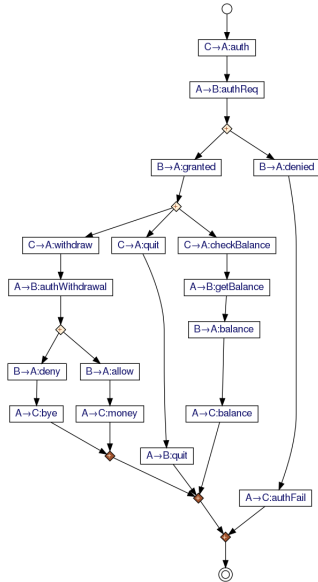 C→A:auth
A→B:authReq
B→A:granted
B→A:denied
C→A:withdraw
C→A:quit
C→A:checkBalance
A→B:authWithdrawal
A→B:getBalance
B→A:balance
B→A:deny
B→A:allow
A→C:bye
A→C:money
A→C:balance
A→B:quit
A→C:authFail